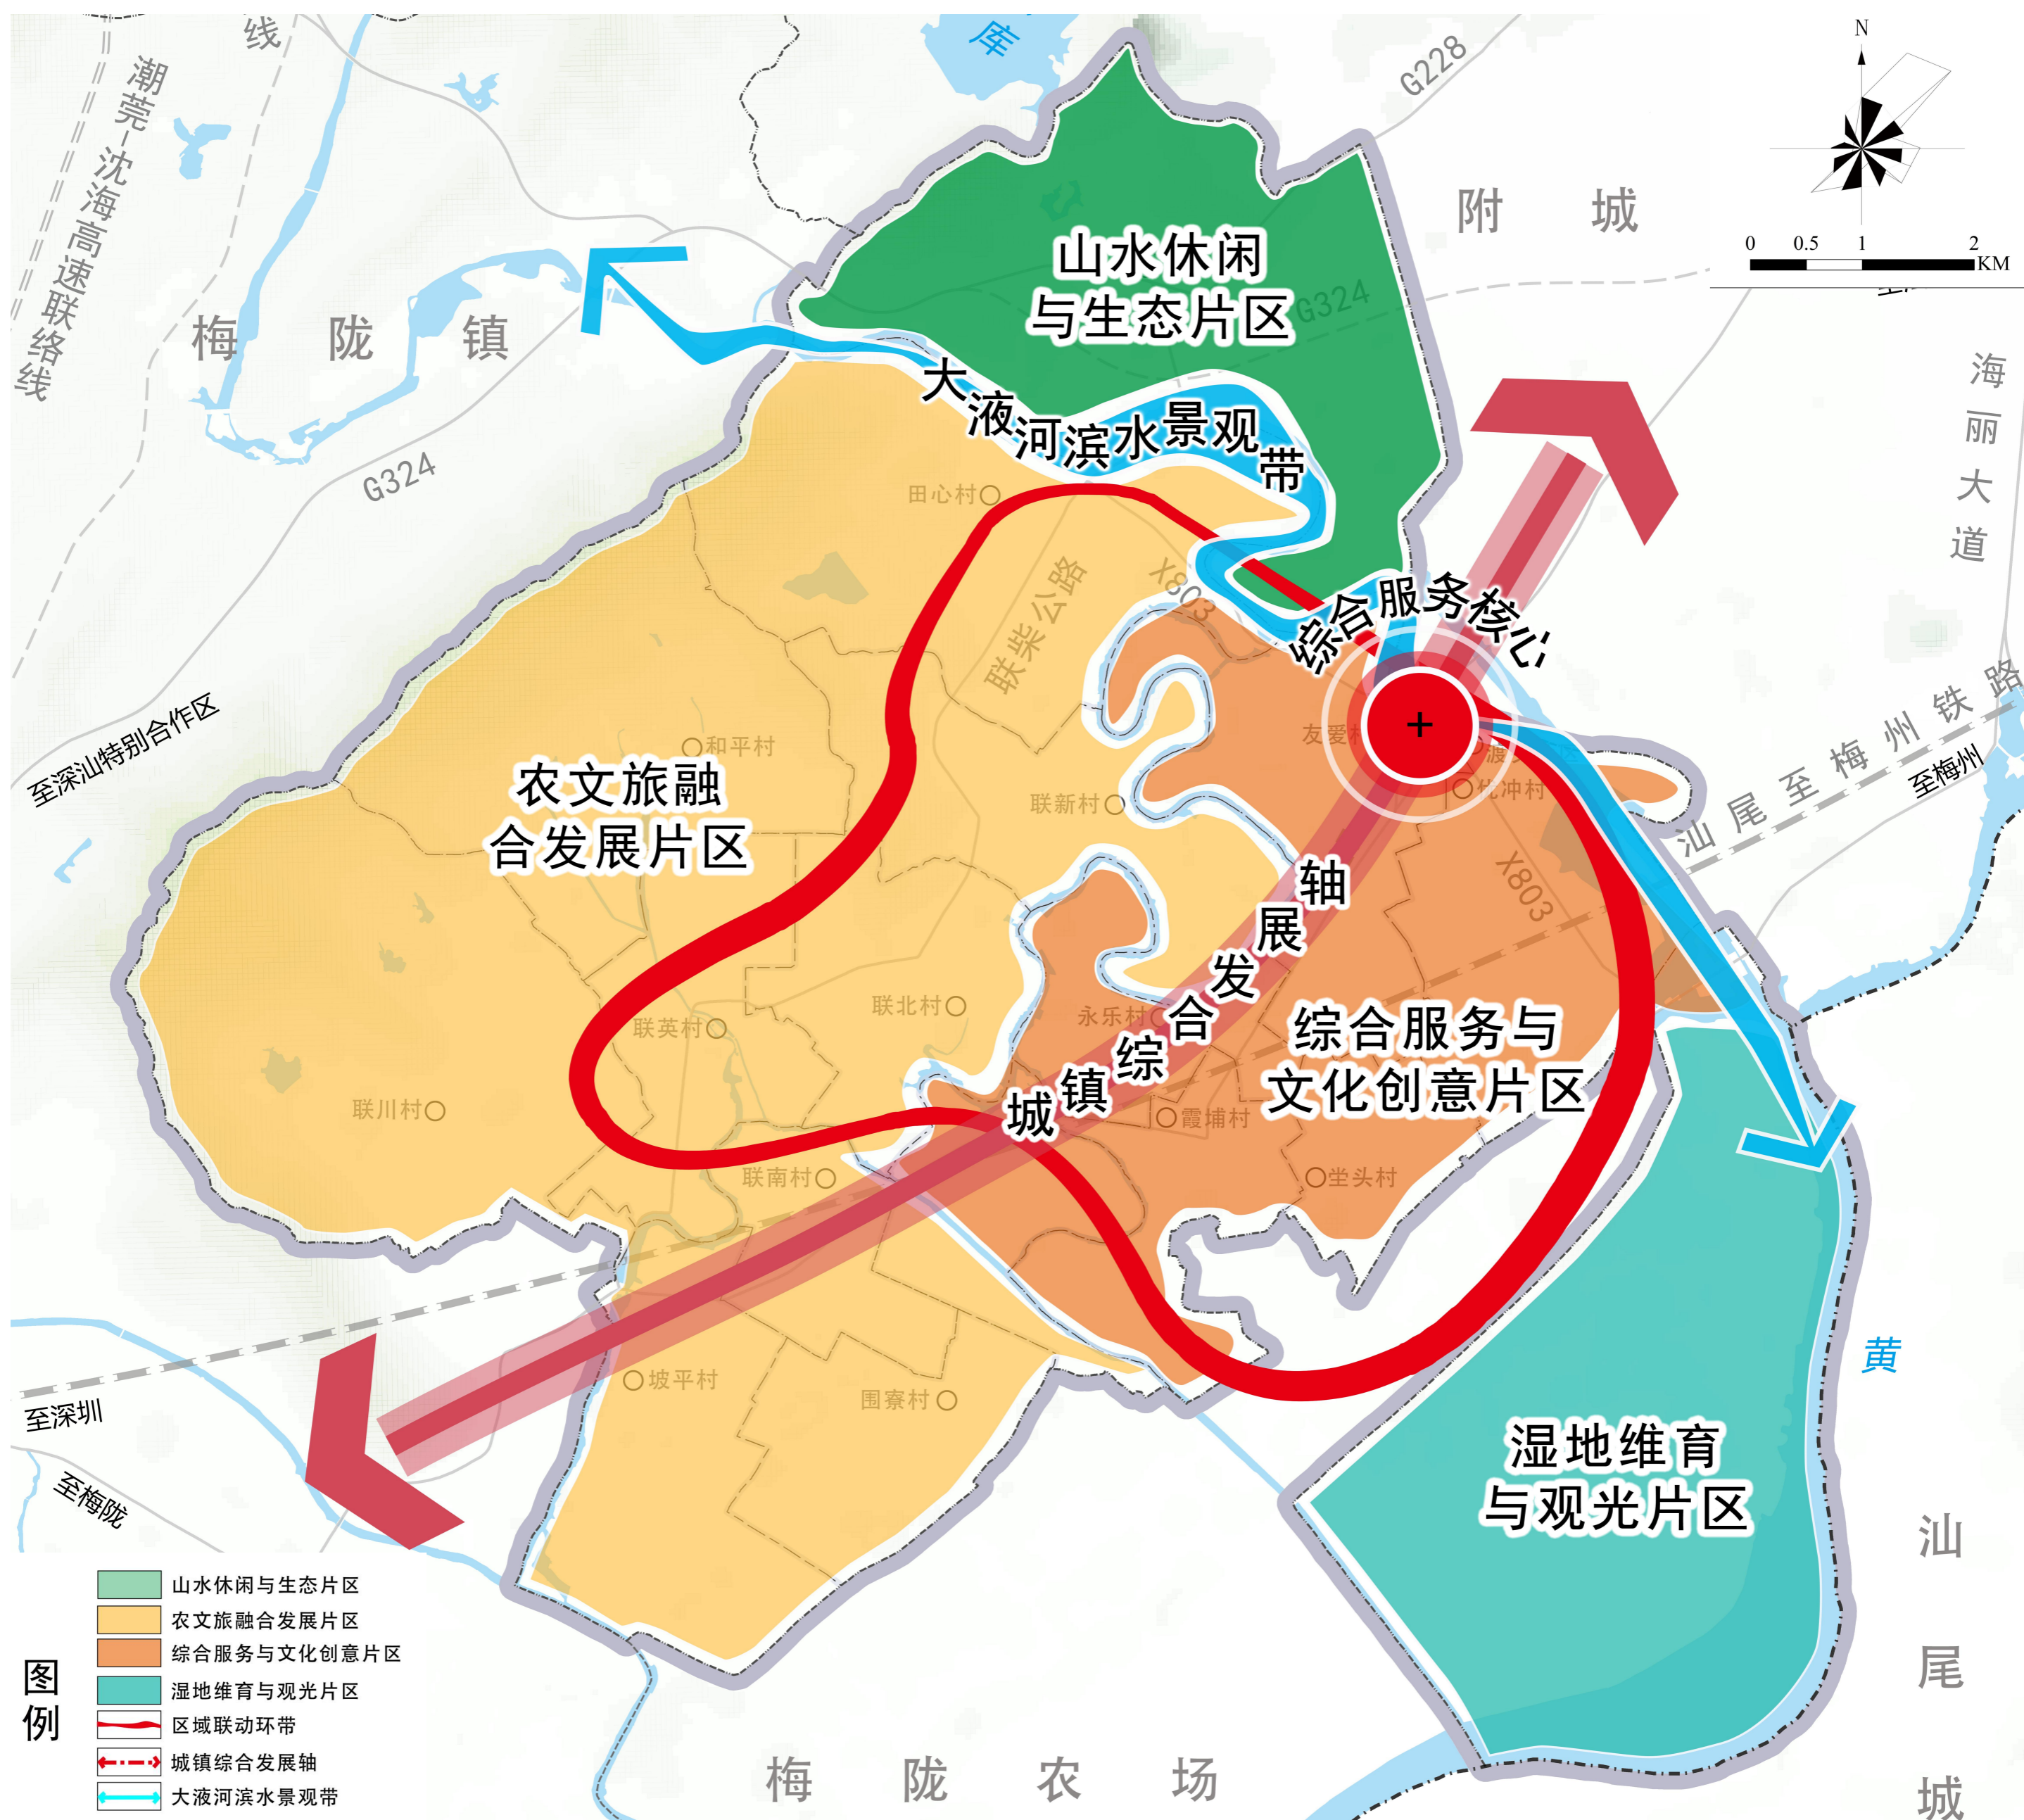 库
线
G228
N
潮莞-沈海高速联络线
附城
0 0.5 1 2 KM
山水休闲
与生态片区
G324
梅陇镇
海丽大道
大液河滨水景观带
G324
田心村
X803
联柴公路
综合服务核心
至深汕特别合作区
和平村
友爱
农文旅融
合发展片区
联新村
汕尾至梅州铁路
至梅州
X803
城镇综合发展轴
联北村
永乐村
联英村
综合服务与
文化创意片区
联川村
霞埔村
联南村
坣头村
黄
坡平村
围寮村
至深圳
至梅陇
湿地维育
与观光片区
汕尾城
图例
山水休闲与生态片区
农文旅融合发展片区
综合服务与文化创意片区
湿地维育与观光片区
区域联动环带
城镇综合发展轴
大液河滨水景观带
梅陇农场